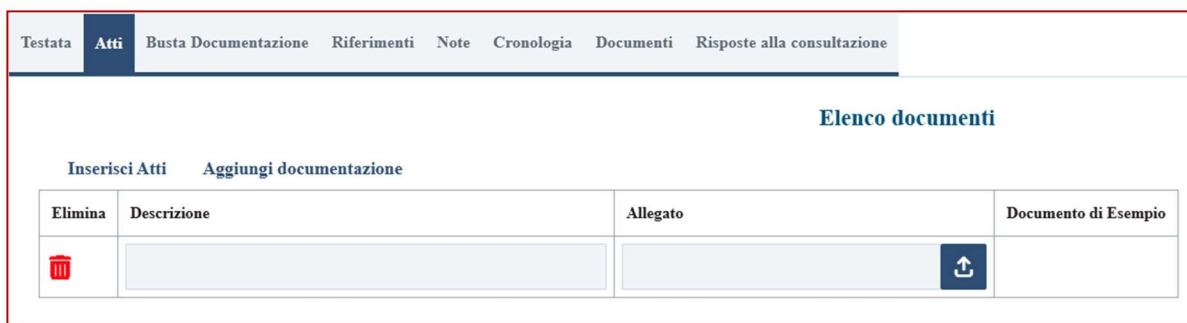 Testata Atti Busta Documentazione Riferimenti Note Cronologia Documenti Risposte alla consultazione
Elenco documenti
Inserisci Atti Aggiungi documentazione
Elimina Descrizione Allegato Documento di Esempio